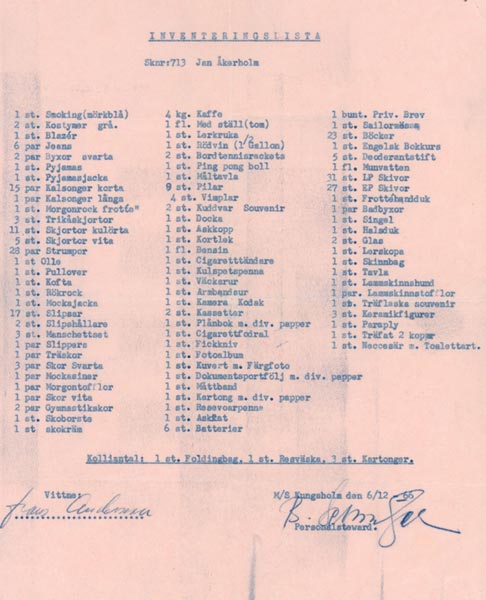 INVENTERINGSLISTA
Sknr:713 Jan Åkerholm
1 st. Smoking(mörkblå)
2 st. Kostymer grå.
1 st. Blazér
6 par Jeans
2 par Byxor svarta
1 st. Pyjamas
1 st. Pyjamasjacka
15 par Kalsonger korta
1 par Kalsonger långa
1 st. Morgonrock frotée"
3 st. Trikåskjortor
11 st. Skjortor kulörta
5 st. Skjortor vita
28 par Strumpor
1 st Olle
1 st. Pullover
1 st. Kofta
1 st. Rökrock
1 st. Mockajacka
17 st. Slipsar
2 st. Slipshållare
3 st. Manschettset
1 par Slippers
1 par Träskor
3 par Skor Svarta
1 par Mockasiner
1 par Morgontofflor
1 par Skor vita
2 par Gymnastikskor
1 st. Skoborste
1 st skokräm
4 kg. Kaffe
1 fl. Med ställ(tom)
1 st. Lerkruka
1 st. Rödvin (1/2 Gallon)
2 st. Bordtennisrackets
1 st. Ping pong boll
1 st. Måltavla
9 st. Pilar
4 st. Vimplar
2 st. Kuddvar Souvenir
1 st. Docka
1 st. Askkopp
1 st. Kortlek
1 fl. Bensin
1 st. Cigarettändare
1 st. Kulspetspenna
1 st. Väckarur
1 st. Armbandsur
1 st. Kamera Kodak
2 st. Kassetter
1 st. Plånbok m. div. papper
1 st. Cigarettfodral
1 st. Fickkniv
1 st. Fotoalbum
1 st. Kuvert m. Färgfoto
1 st. Dokumentsportfölj m. div. papper
1 st. Måttband
1 st. Kartong m. div. papper
1 st. Reservoarpenna
1 st. Askfat
6 st. Batterier
1 bunt. Priv. Brev
1 st. Sailormössa
23 st. Böcker
1 st. Engelsk Bokkurs
5 st. Deoderantstift
1 fl. Munvatten
31 st. LP Skivor
27 st. EP Skivor
1 st. Frottéhandduk
1 par Badbyxor
1 st. Singel
1 st. Halsduk
2 st. Glas
1 st. Lerskopa
1 st. Skinnbag
1 st. Tavla
1 st. Lammskinnshund
1 par. Lammskinnstofflor
1 st. Träfleska souvenir
3 st. Keramikfigurer
1 st. Paraply
1 st. Träfat 2 kopar
1 st. Neccesär m. Toalettart.
Kolliantal: 1 st. Foldingbag, 1 st. Resväska, 3 st. Kartonger.
Vittne:
M/S Kungsholm den 6/12 -66
Personalsteward.